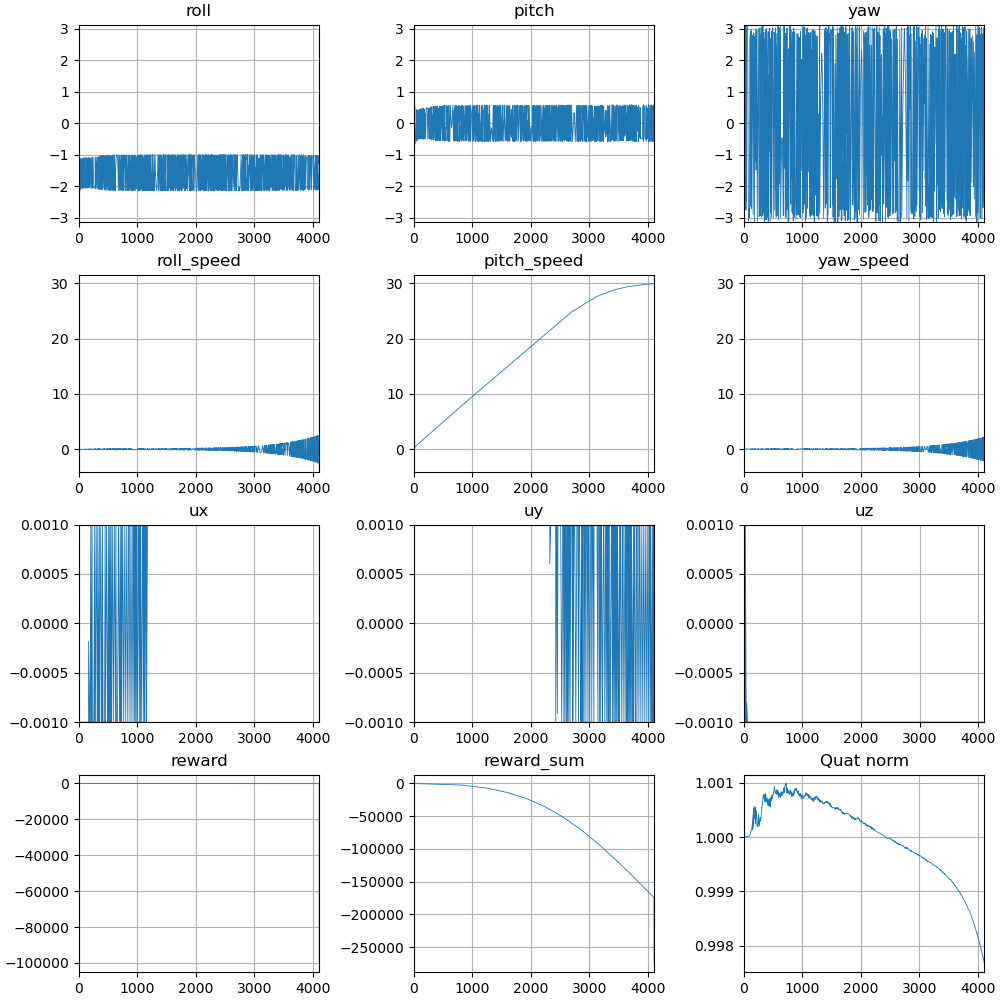 roll pitch yaw
3 3 3
2 2 2
1 1 1
0 0 0
−1 −1 −1
−2 −2 −2
−3 −3 −3
0 1000 2000 3000 4000 0 1000 2000 3000 4000 0 1000 2000 3000 4000
roll_speed pitch_speed yaw_speed
30 30 30
20 20 20
10 10 10
0 0 0
0 1000 2000 3000 4000 0 1000 2000 3000 4000 0 1000 2000 3000 4000
ux uy uz
0.0010 0.0010 0.0010
0.0005 0.0005 0.0005
0.0000 0.0000 0.0000
−0.0005 −0.0005 −0.0005
−0.0010 −0.0010 −0.0010
0 1000 2000 3000 4000 0 1000 2000 3000 4000 0 1000 2000 3000 4000
reward reward_sum Quat norm
0 0 1.001
−20000 −50000 1.000
−40000 −100000 0.999
−60000 −150000 0.998
−80000 −200000
−100000 −250000
0 1000 2000 3000 4000 0 1000 2000 3000 4000 0 1000 2000 3000 4000